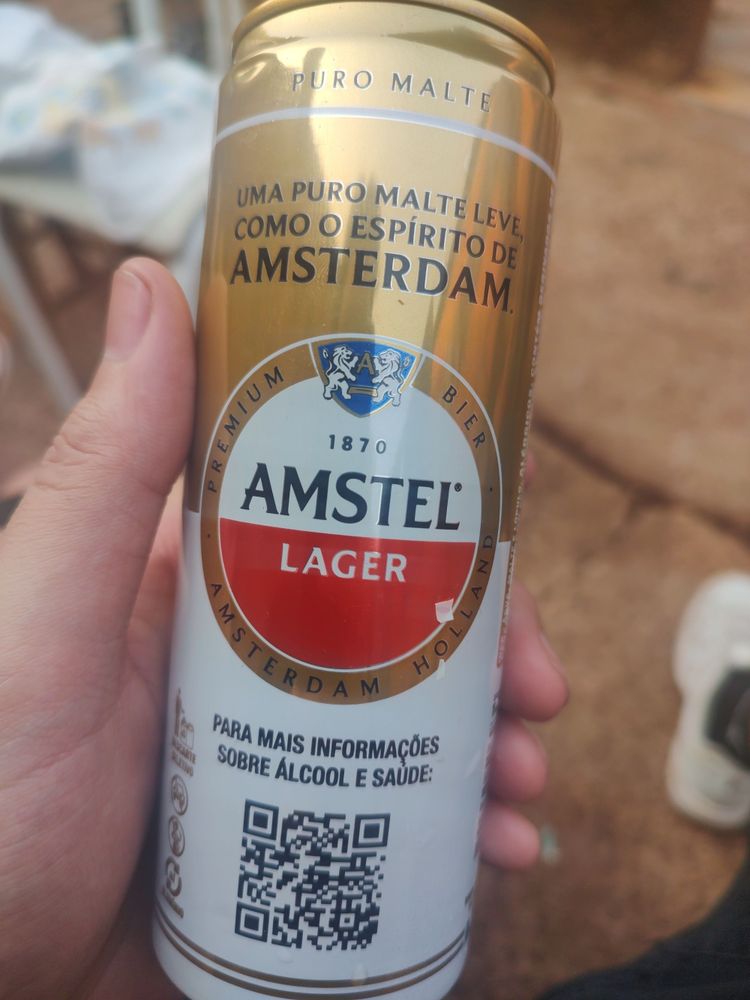 PURO MALTE
UMA PURO MALTE LEVE,
COMO O ESPÍRITO DE
AMSTERDAM.
PREMIUM BIER
A
1870
AMSTEL®
LAGER
AMSTERDAM HOLLAND
PARA MAIS INFORMAÇÕES
SOBRE ÁLCOOL E SAÚDE: